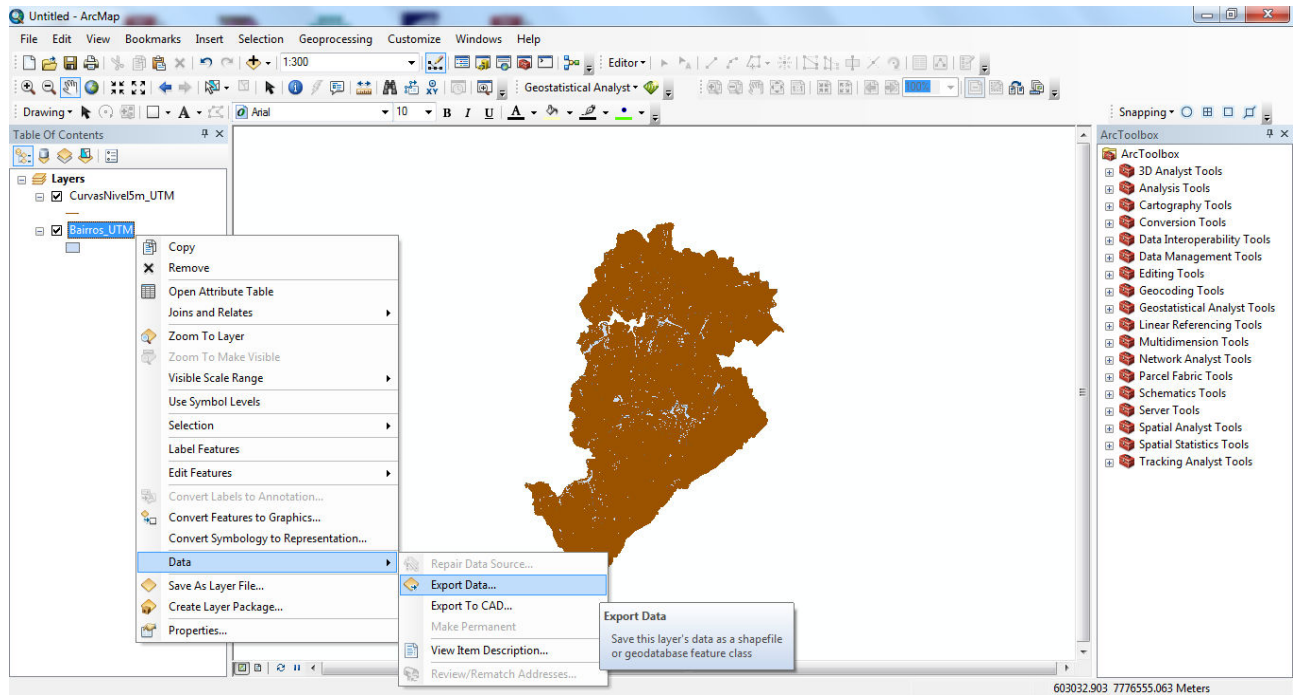 Untitled - ArcMap
File Edit View Bookmarks Insert Selection Geoprocessing Customize Windows Help
1:300 Editor
Geostatistical Analyst 100%
Drawing A Arial 10 B I U A Snapping
Table Of Contents
Layers
CurvasNivel5m_UTM
Bairros_UTM
Copy
Remove
Open Attribute Table
Joins and Relates
Zoom To Layer
Zoom To Make Visible
Visible Scale Range
Use Symbol Levels
Selection
Label Features
Edit Features
Convert Labels to Annotation...
Convert Features to Graphics...
Convert Symbology to Representation...
Data
Save As Layer File...
Create Layer Package...
Properties...
Repair Data Source...
Export Data...
Export To CAD...
Make Permanent
View Item Description...
Review/Rematch Addresses...
Export Data
Save this layer's data as a shapefile
or geodatabase feature class
ArcToolbox
ArcToolbox
3D Analyst Tools
Analysis Tools
Cartography Tools
Conversion Tools
Data Interoperability Tools
Data Management Tools
Editing Tools
Geocoding Tools
Geostatistical Analyst Tools
Linear Referencing Tools
Multidimension Tools
Network Analyst Tools
Parcel Fabric Tools
Schematics Tools
Server Tools
Spatial Analyst Tools
Spatial Statistics Tools
Tracking Analyst Tools
603032.903 7776555.063 Meters